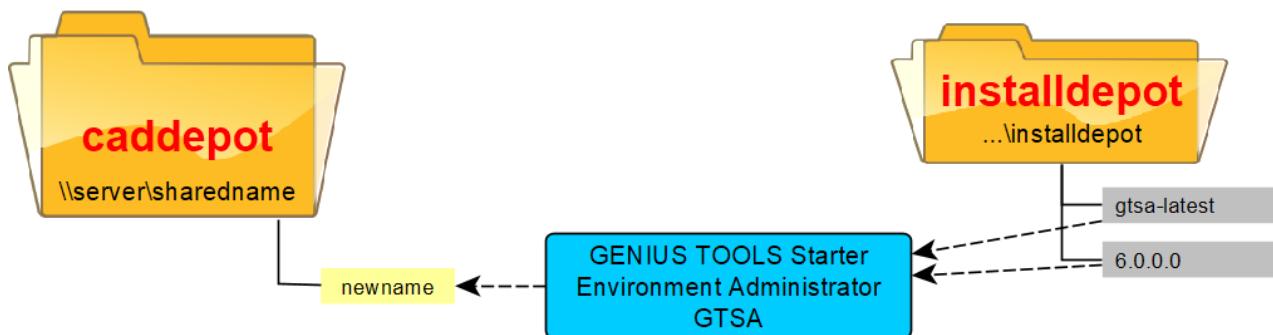 caddepot
\\server\sharedname
newname
GENIUS TOOLS Starter
Environment Administrator
GTSA
installdepot
...\installdepot
gtsa-latest
6.0.0.0